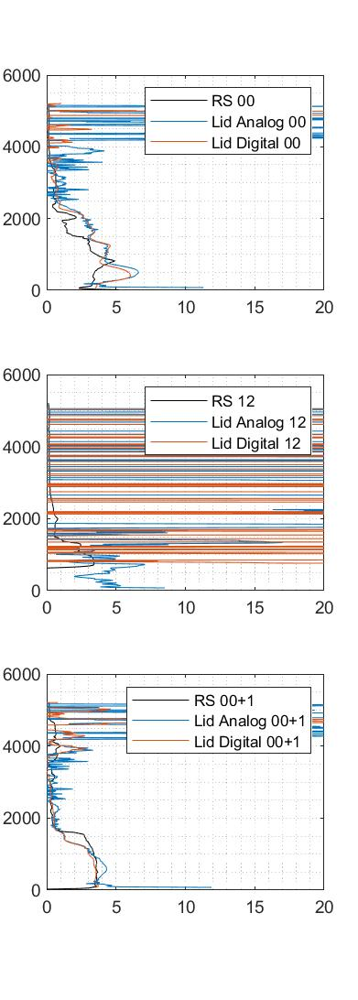 6000
4000
2000
0
RS 00
Lid Analog 00
Lid Digital 00
0 5 10 15 20
6000
4000
2000
0
RS 12
Lid Analog 12
Lid Digital 12
0 5 10 15 20
6000
4000
2000
0
RS 00+1
Lid Analog 00+1
Lid Digital 00+1
0 5 10 15 20